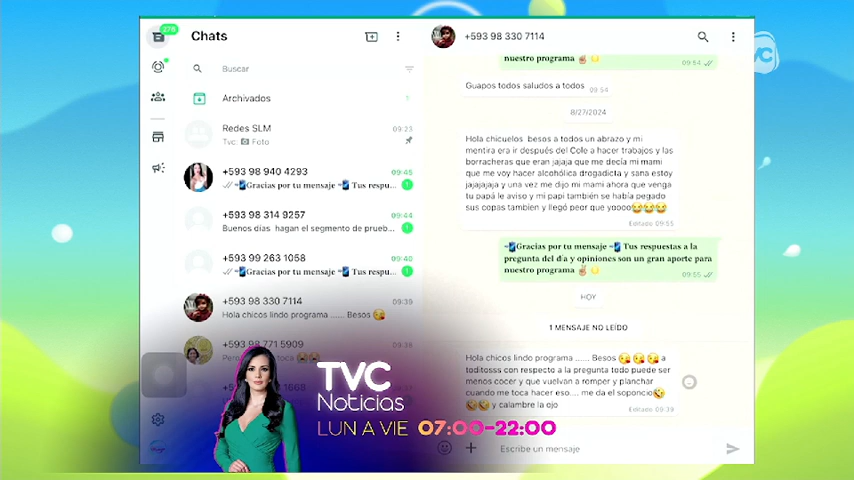 278
Chats
Buscar
Archivados
1
Redes SLM
09:23
Tvc: Foto
+593 98 940 4293
09:45
Gracias por tu mensaje Tus respu...
1
+593 98 314 9257
09:44
Buenos días hagan el segmento de prueb...
1
+593 99 263 1058
09:40
Gracias por tu mensaje Tus respu...
1
+593 98 330 7114
09:39
Hola chicos lindo programa ...... Besos
+593 98 771 5909
+593 98 330 7114
TVC
nuestro programa
09:54
Guapos todos saludos a todos
09:54
8/27/2024
Hola chicuelos besos a todos un abrazo y mi
mentira era ir después del Cole a hacer trabajos y las
borracheras que eran jajaja que me decía mi mami
que me voy hacer alcohólica drogadicta y sana estoy
jajajajaja y una vez me dijo mi mami ahora que venga
tu papá le aviso y mi papi también se había pegado
sus copas tambien y llegó peor que yoooo
Editado 09:55
Gracias por tu mensaje Tus respuestas a la
pregunta del día y opiniones son un gran aporte para
nuestro programa
09:55
HOY
1 MENSAJE NO LEÍDO
Hola chicos lindo programa ...... Besos a
toditosss con respecto a la pregunta todo puede ser
menos cocer y que vuelvan a romper y planchar
cuando me toca hacer eso.... me da el soponcio
y calambre la ojo
Editado 09:39
Escribe un mensaje
TVC
Noticias
LUN A VIE 07:00-22:00